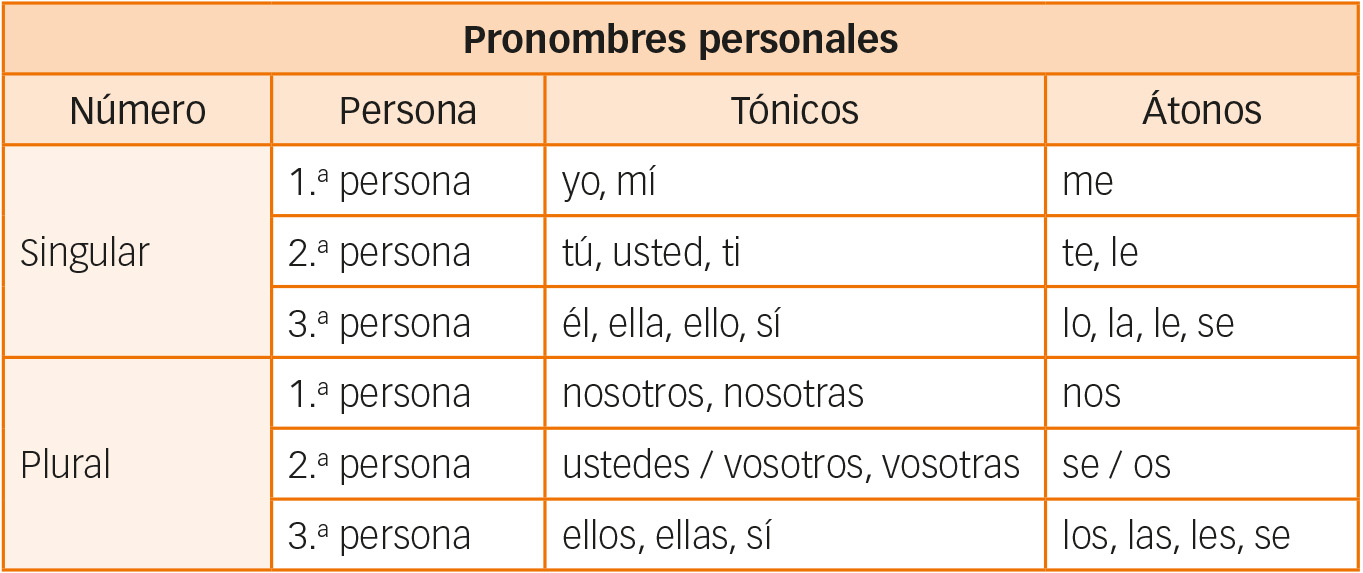 Pronombres personales
Número Persona Tónicos Átonos
Singular
1.ª persona yo, mí me
2.ª persona tú, usted, ti te, le
3.ª persona él, ella, ello, sí lo, la, le, se
Plural
1.ª persona nosotros, nosotras nos
2.ª persona ustedes / vosotros, vosotras se / os
3.ª persona ellos, ellas, sí los, las, les, se